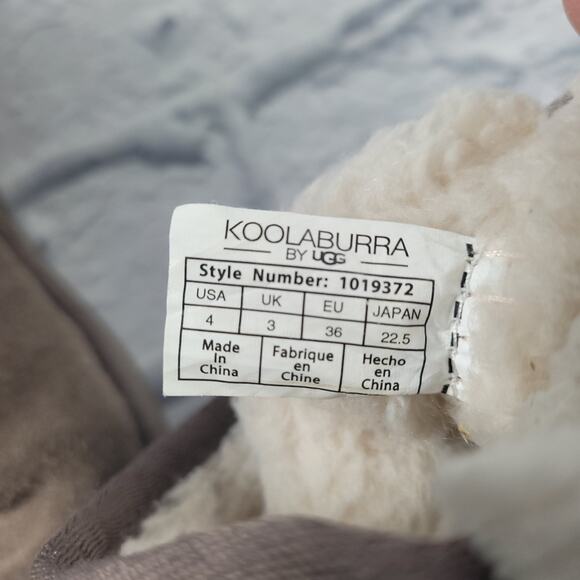 KOOLABURRA
BY UGG
Style Number: 1019372
USA UK EU JAPAN
4 3 36 22.5
Made In China
Fabrique en Chine
Hecho en China